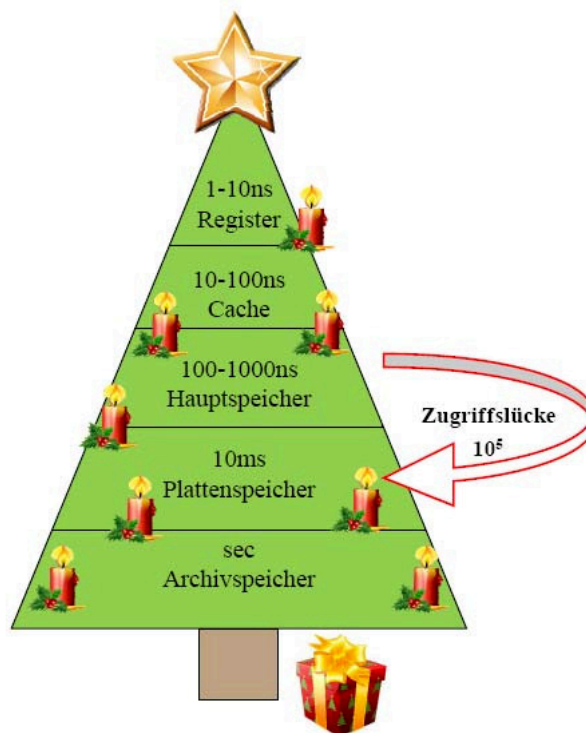 1-10ns
Register
10-100ns
Cache
100-1000ns
Hauptspeicher
Zugriffslücke
10⁵
10ms
Plattenspeicher
sec
Archivspeicher